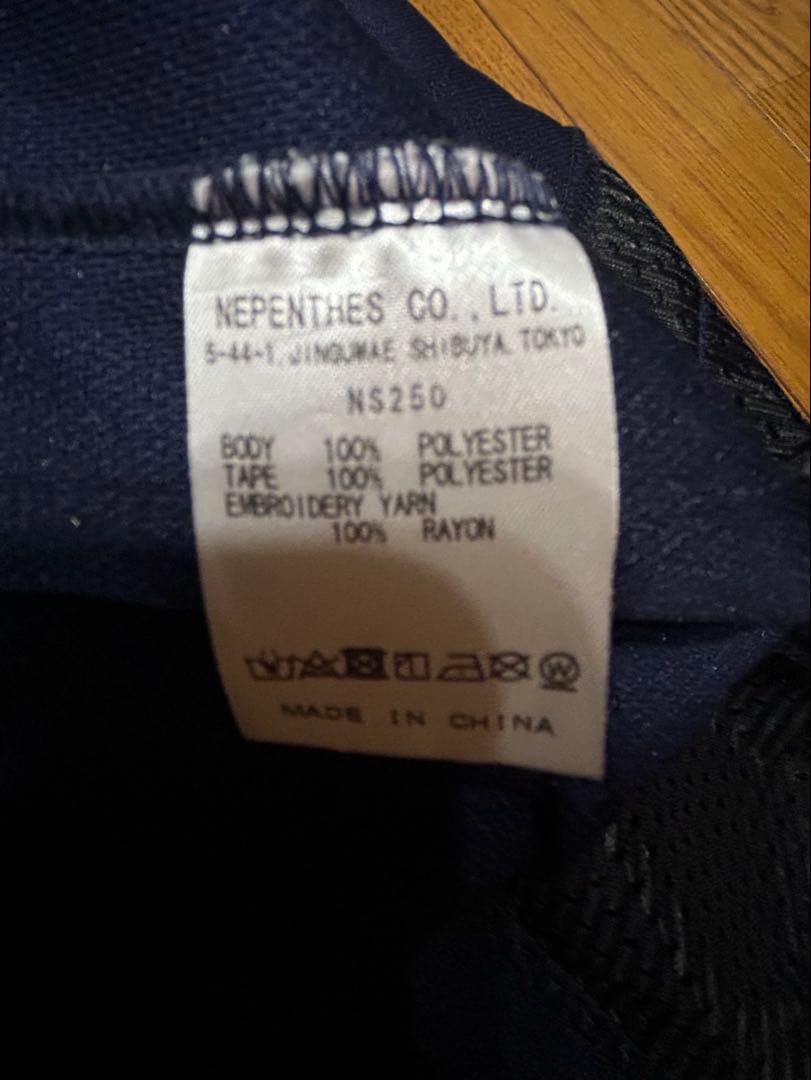 NEPENTHES CO.,LTD.
5-44-1, JINGUMAE SHIBUYA, TOKYO
NS250
BODY 100% POLYESTER
TAPE 100% POLYESTER
EMBROIDERY YARN
100% RAYON
W
MADE IN CHINA